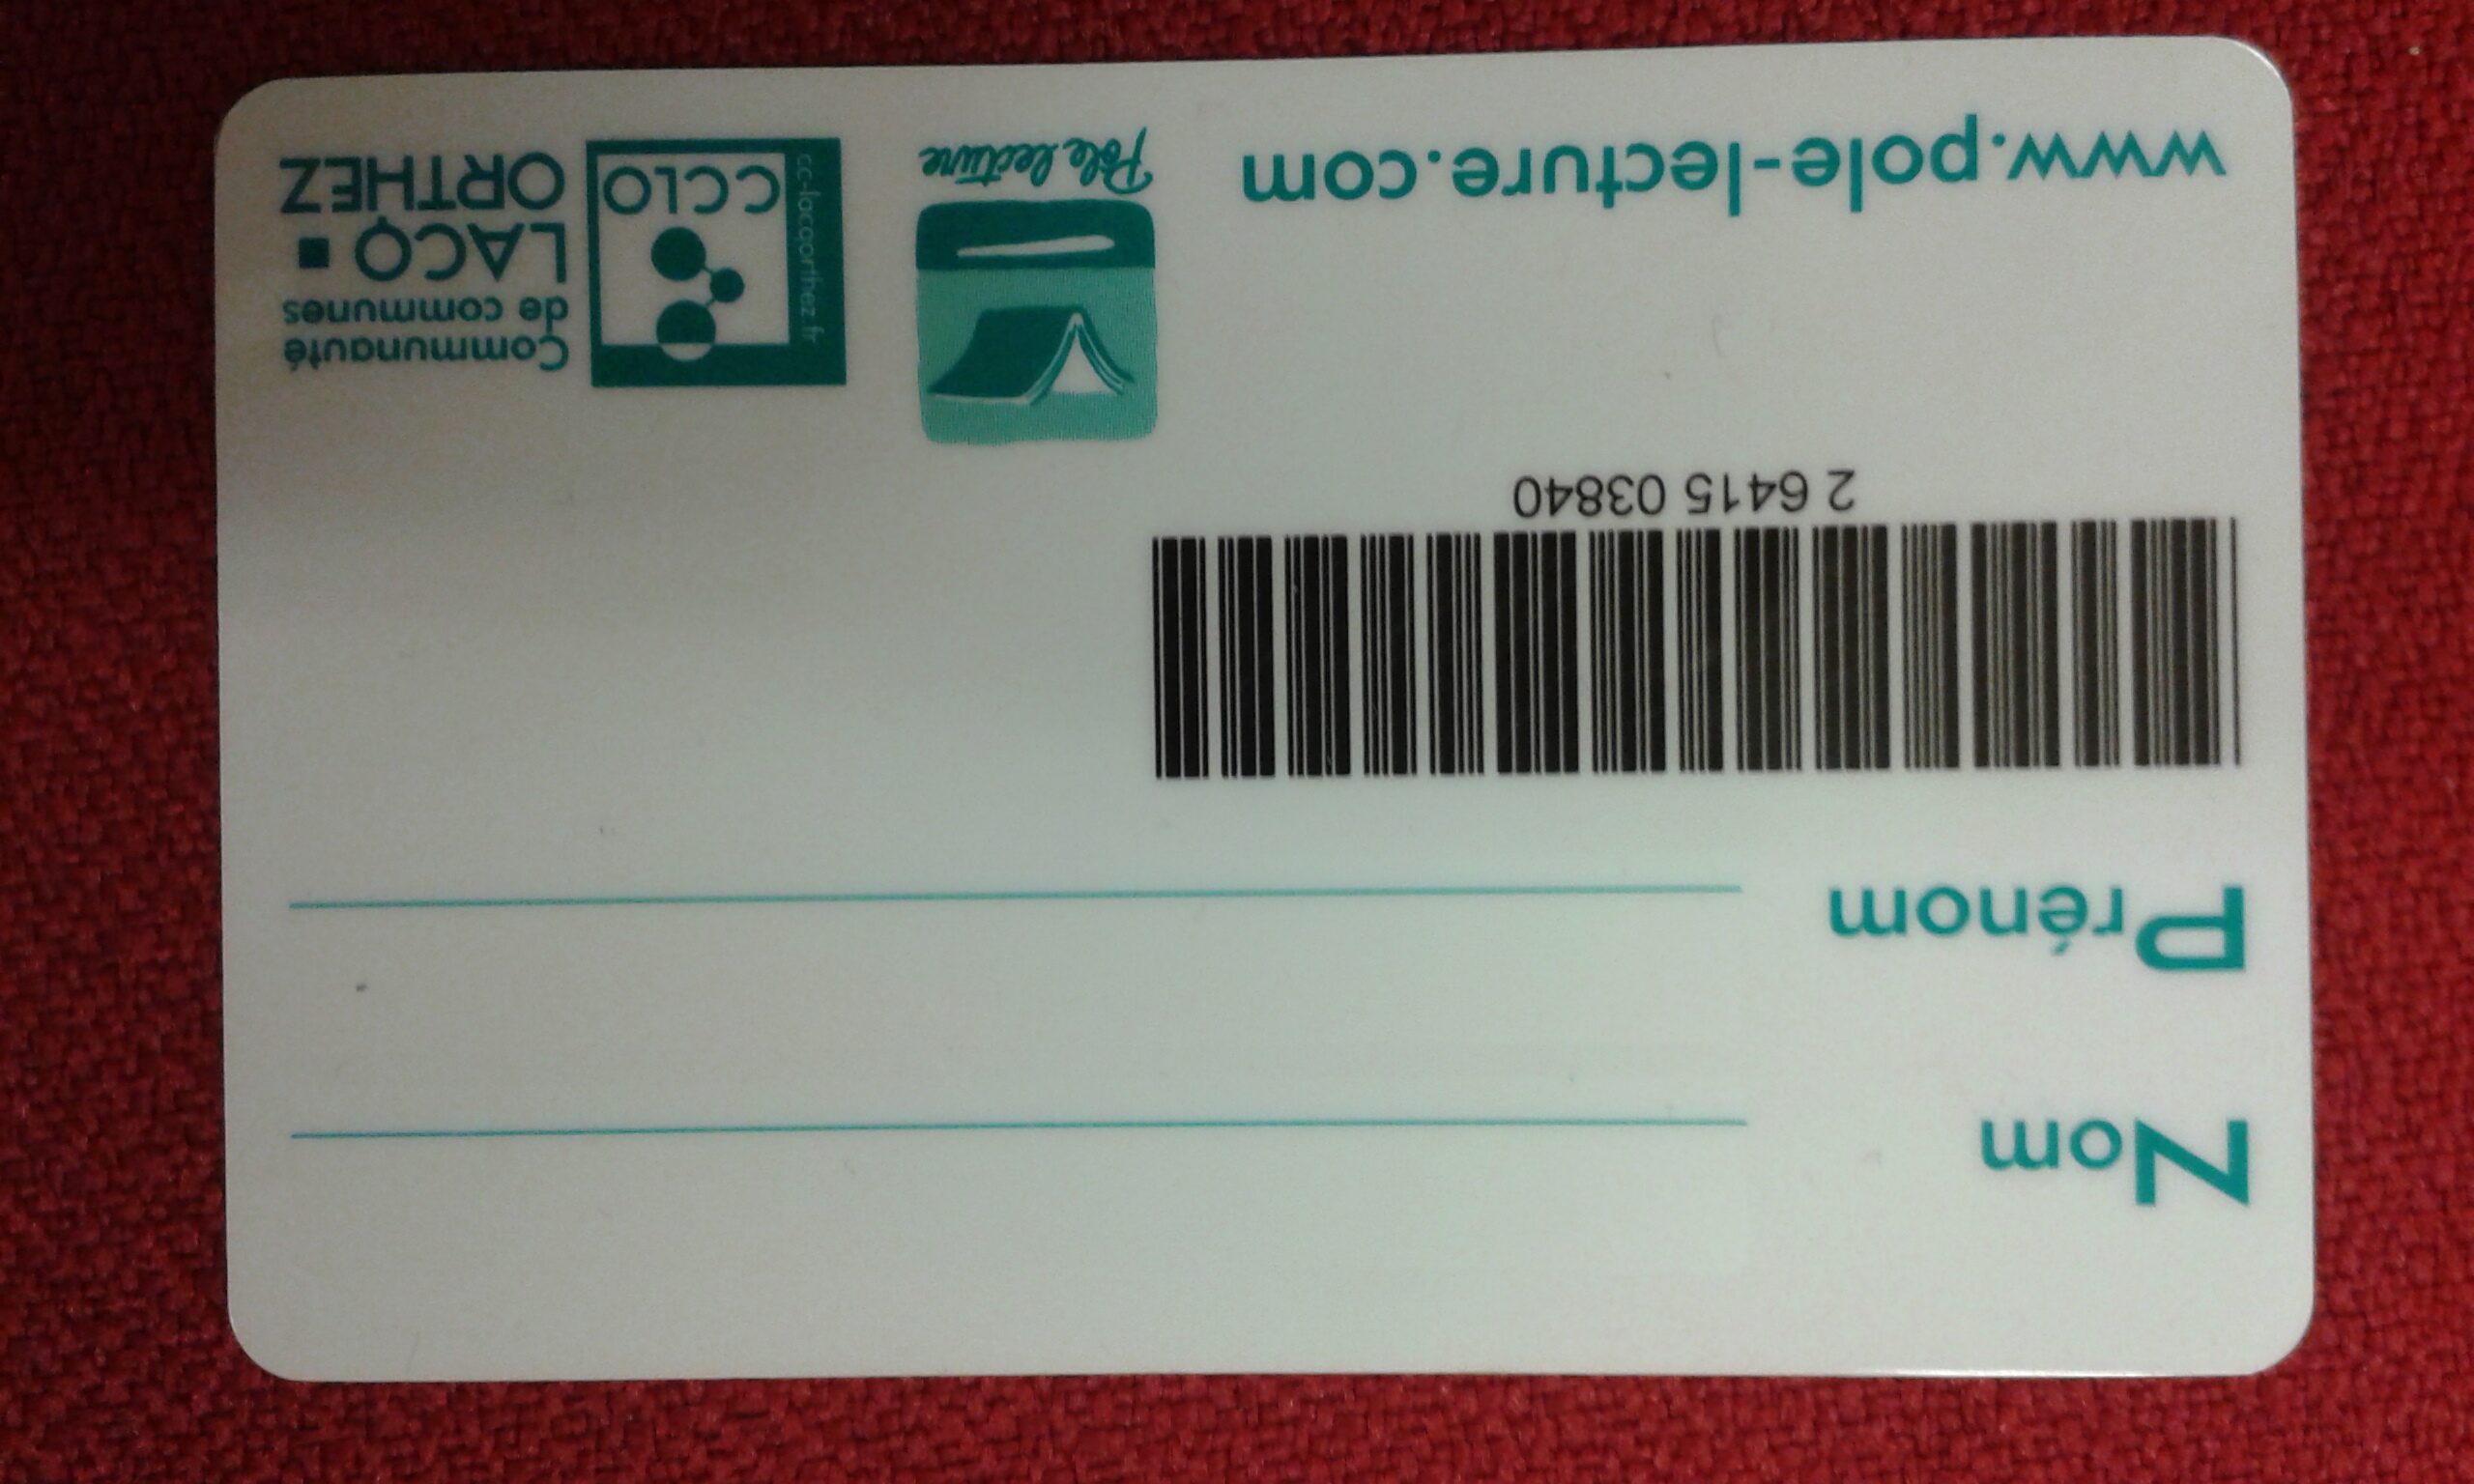 Nom
Prénom
2 6415 03840
www.pole-lecture.com
Pôle lecture
cc-lacqorthez.fr
CCLO
Communauté
de communes
LACQ ▪
ORTHEZ